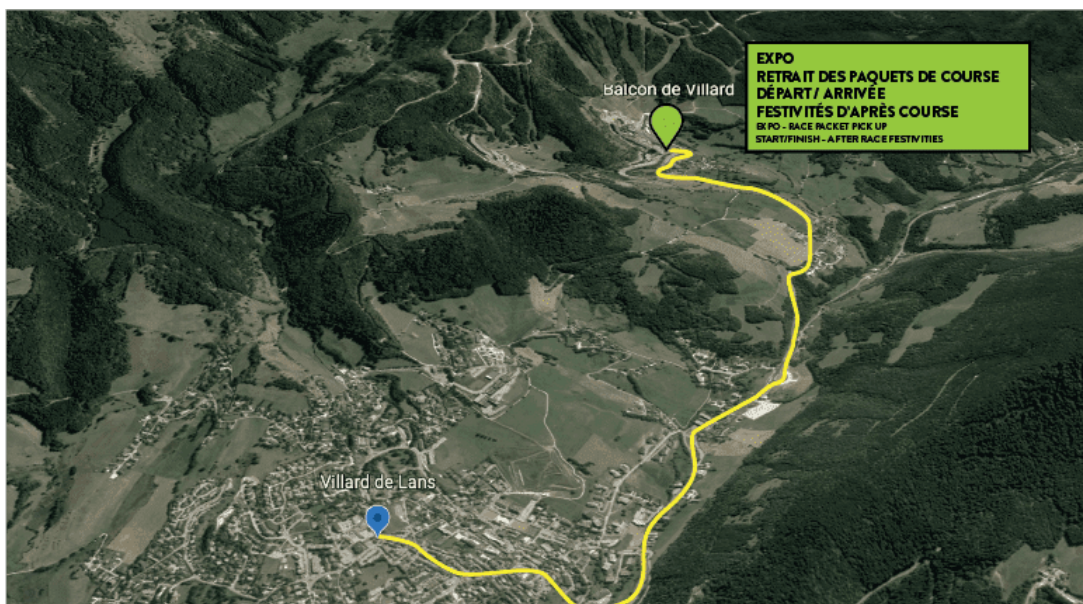 EXPO
RETRAIT DES PAQUETS DE COURSE
DÉPART / ARRIVÉE
FESTIVITÉS D'APRÈS COURSE
EXPO - RACE PACKET PICK UP
START/FINISH - AFTER RACE FESTIVITIES
Balcon de Villard
Villard de Lans